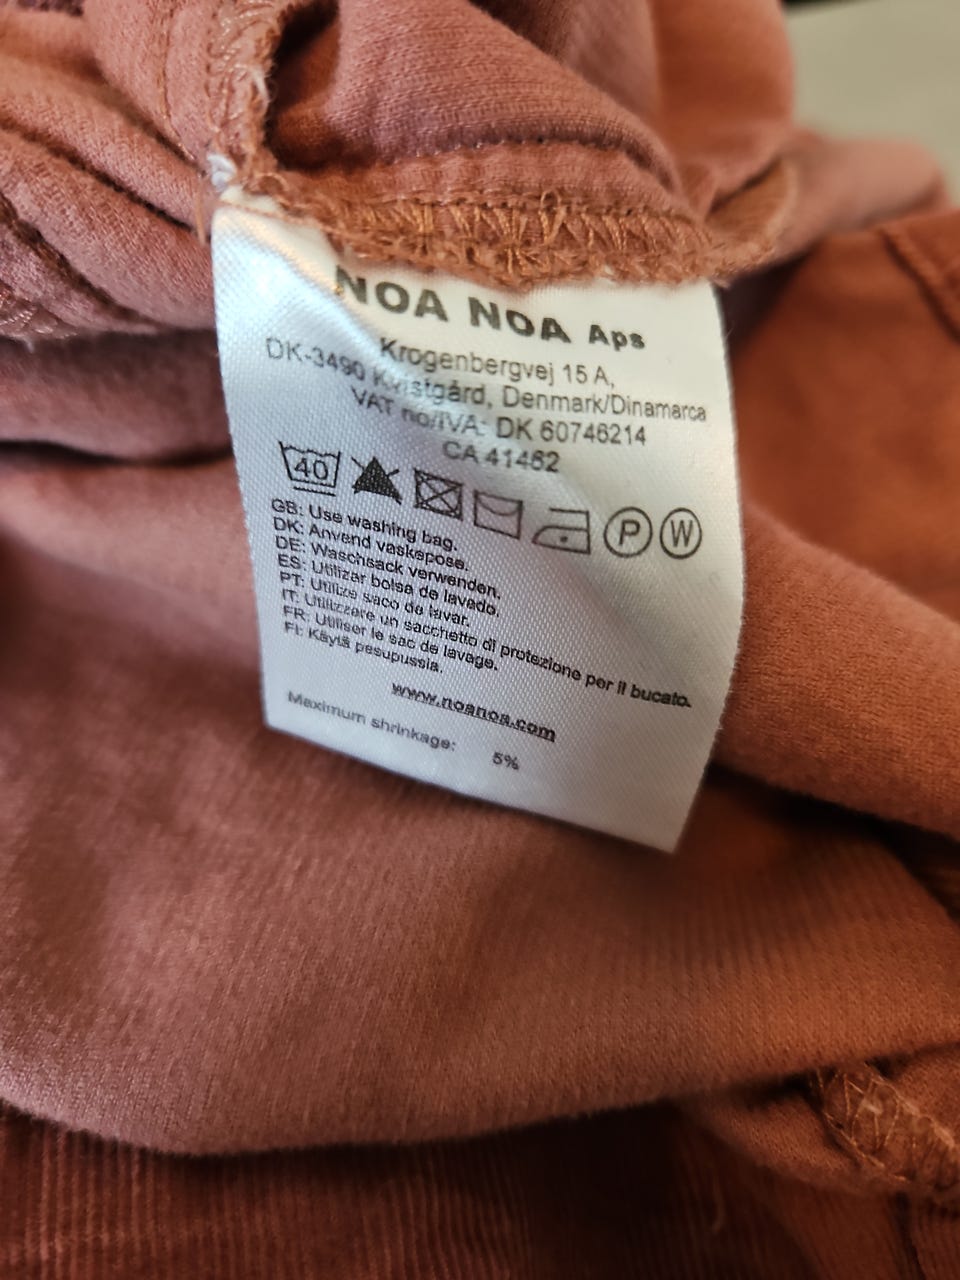 NOA NOA Aps
Krogenbergvej 15 A,
DK-3490 Kvistgård, Denmark/Dinamarca
VAT no/IVA: DK 60746214
CA 41462
40 P W
GB: Use washing bag.
DK: Anvend vaskepose.
DE: Waschsack verwenden.
ES: Utilizar bolsa de lavado.
PT: Utilize saco de lavar.
IT: Utilizzare un sacchetto di protezione per il bucato.
FR: Utiliser le sac de lavage.
FI: Käytä pesupussia.
www.noanoa.com
Maximum shrinkage: 5%